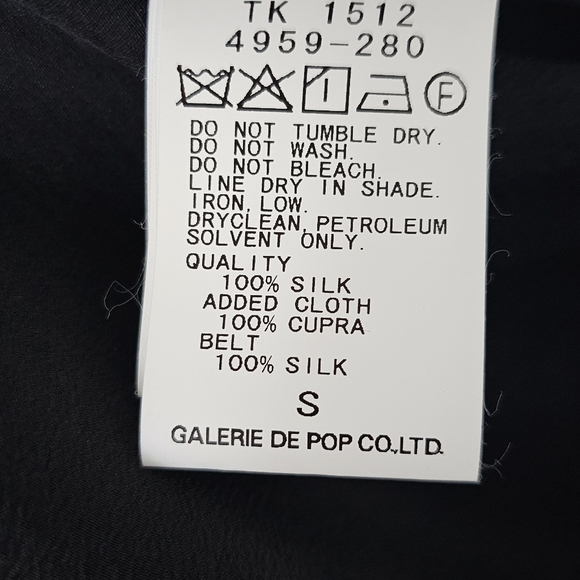 TK 1512
4959-280
F
DO NOT TUMBLE DRY.
DO NOT WASH.
DO NOT BLEACH.
LINE DRY IN SHADE.
IRON, LOW.
DRYCLEAN, PETROLEUM
SOLVENT ONLY.
QUALITY
100% SILK
ADDED CLOTH
100% CUPRA
BELT
100% SILK
S
GALERIE DE POP CO.,LTD.